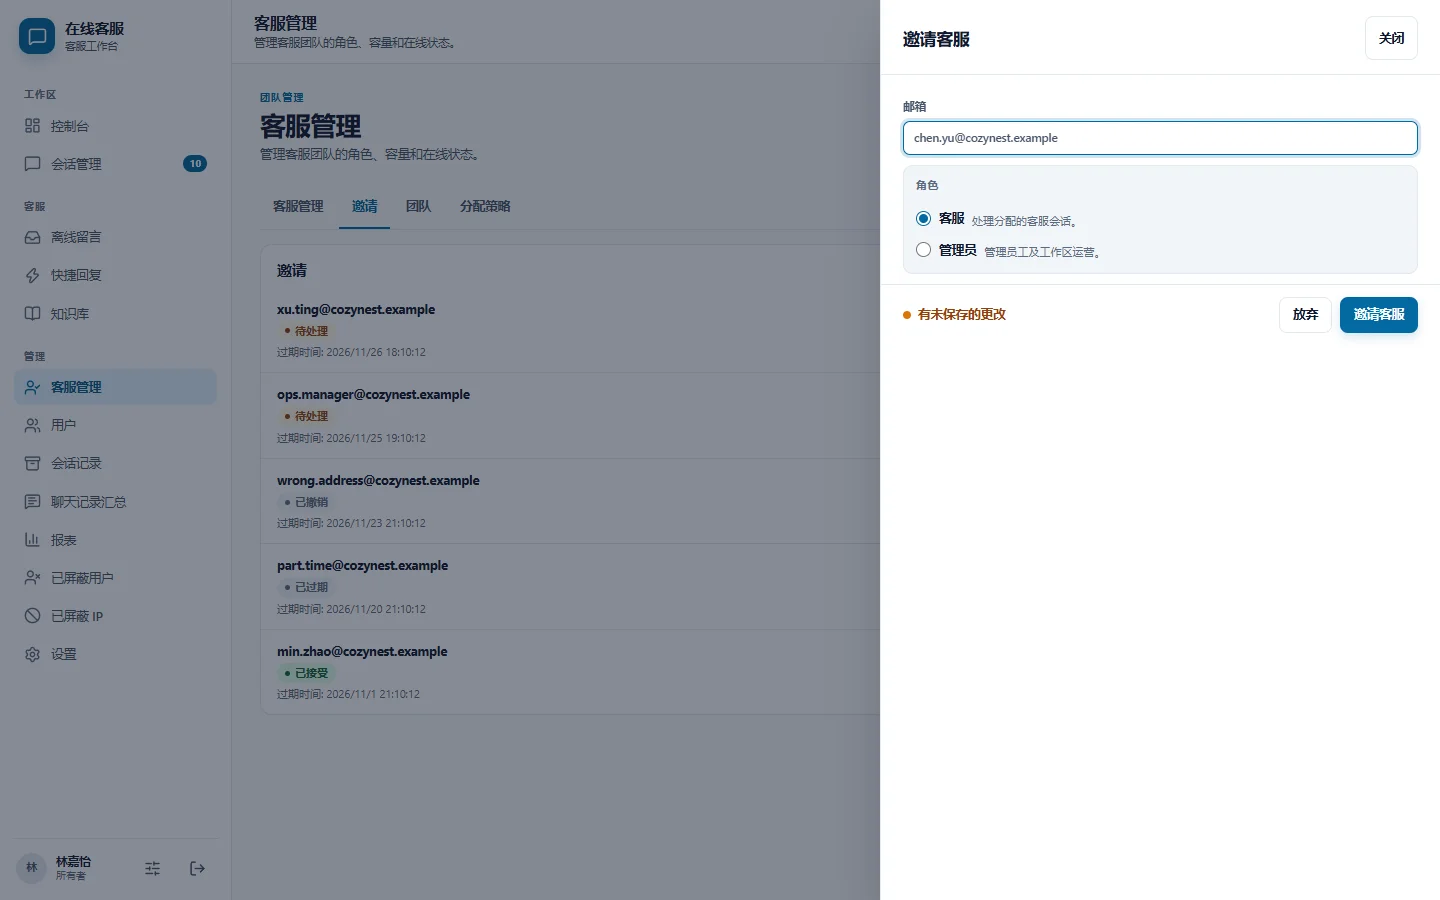 在线客服
客服工作台
工作区
控制台
会话管理
10
客服
离线留言
快捷回复
知识库
管理
客服管理
用户
会话记录
聊天记录汇总
报表
已屏蔽用户
已屏蔽 IP
设置
林
林嘉怡
所有者
客服管理
管理客服团队的角色、容量和在线状态。
团队管理
客服管理
管理客服团队的角色、容量和在线状态。
客服管理
邀请
团队
分配策略
邀请
xu.ting@cozynest.example
待处理
过期时间: 2026/11/26 18:10:12
ops.manager@cozynest.example
待处理
过期时间: 2026/11/25 19:10:12
wrong.address@cozynest.example
已撤销
过期时间: 2026/11/23 21:10:12
part.time@cozynest.example
已过期
过期时间: 2026/11/20 21:10:12
min.zhao@cozynest.example
已接受
过期时间: 2026/11/1 21:10:12
邀请客服
关闭
邮箱
chen.yu@cozynest.example
角色
客服 处理分配的客服会话。
管理员 管理员工及工作区运营。
有未保存的更改
放弃
邀请客服